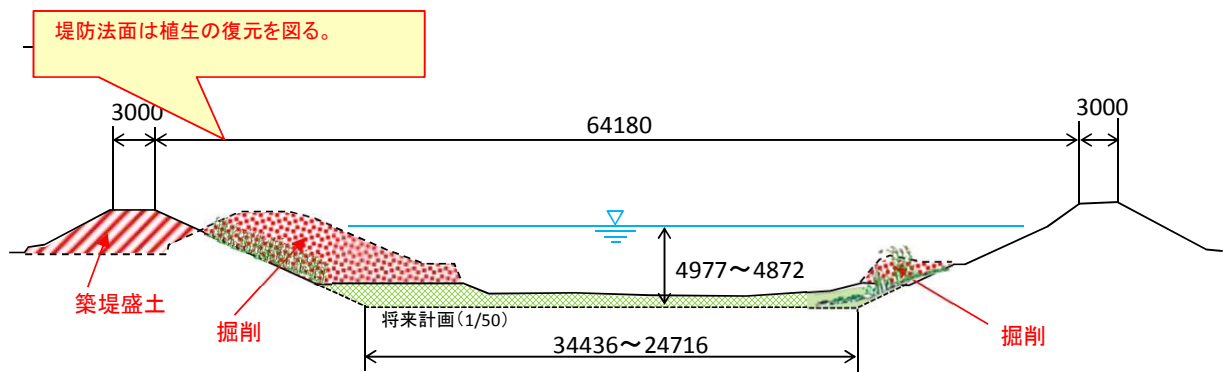 堤防法面は植生の復元を図る。
3000
64180
3000
4977～4872
築堤盛土
掘削
将来計画(1/50)
掘削
34436～24716